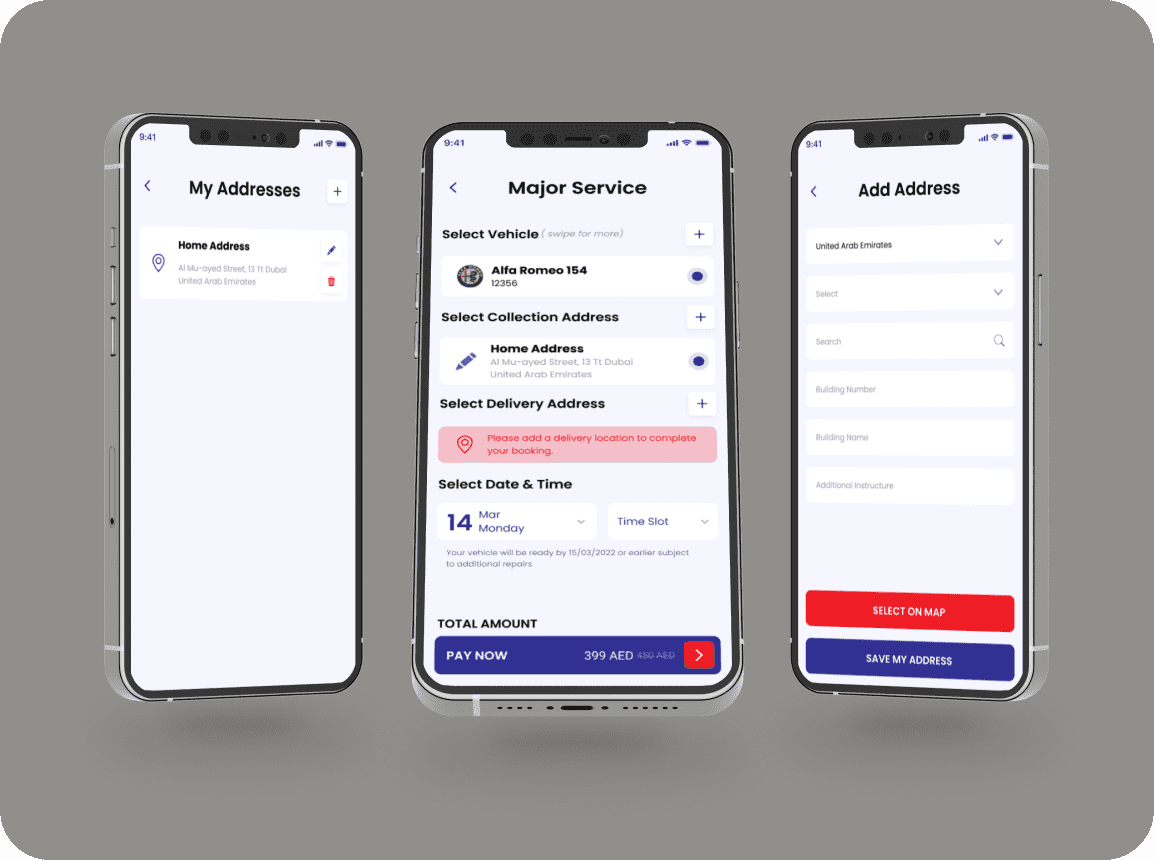 9:41
My Addresses
Home Address
Al Mu-ayed Street, 13 Tt Dubai
United Arab Emirates
9:41
Major Service
Select Vehicle ( swipe for more)
Alfa Romeo 154
12356
Select Collection Address
Home Address
Al Mu-ayed Street, 13 Tt Dubai
United Arab Emirates
Select Delivery Address
Please add a delivery location to complete
your booking.
Select Date & Time
14 Mar
Monday
Time Slot
Your vehicle will be ready by 15/03/2022 or earlier subject
to additional repairs
TOTAL AMOUNT
PAY NOW 399 AED 450 AED
9:41
Add Address
United Arab Emirates
Select
Search
Building Number
Building Name
Additional Instructure
SELECT ON MAP
SAVE MY ADDRESS